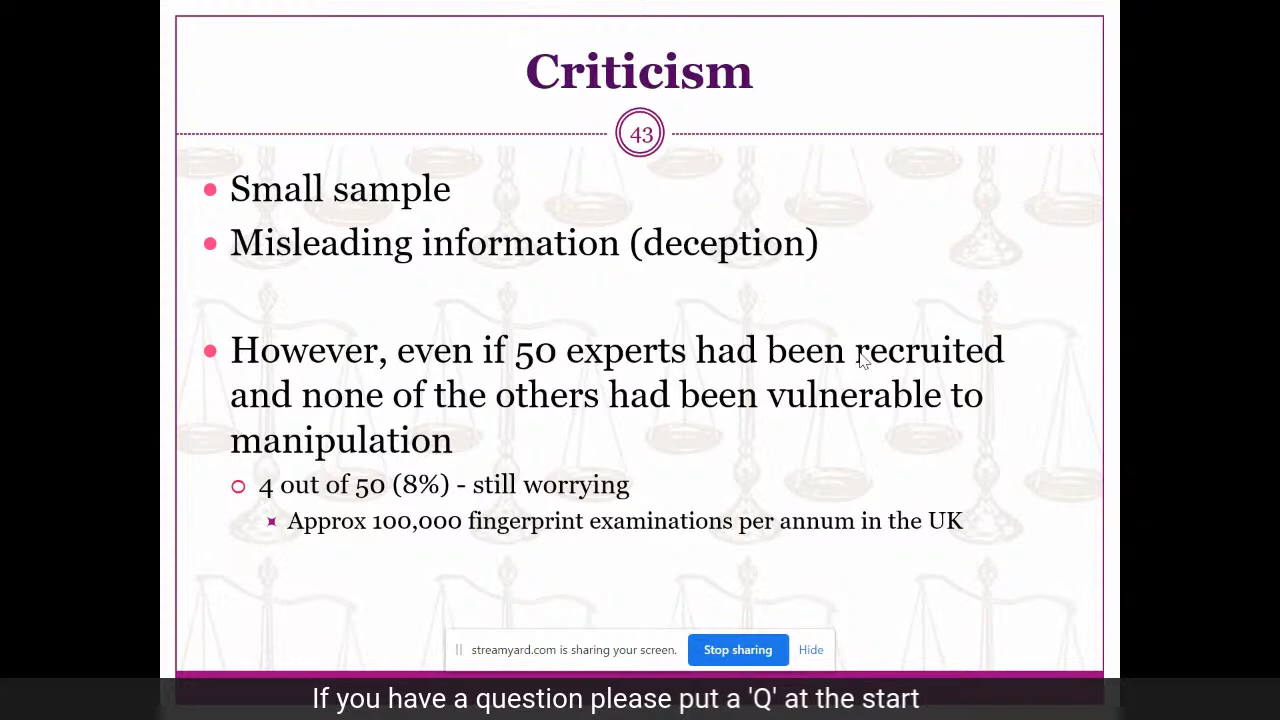 Criticism
43
Small sample
Misleading information (deception)
However, even if 50 experts had been recruited
and none of the others had been vulnerable to
manipulation
4 out of 50 (8%) - still worrying
Approx 100,000 fingerprint examinations per annum in the UK
streamyard.com is sharing your screen.
Stop sharing
Hide
If you have a question please put a 'Q' at the start